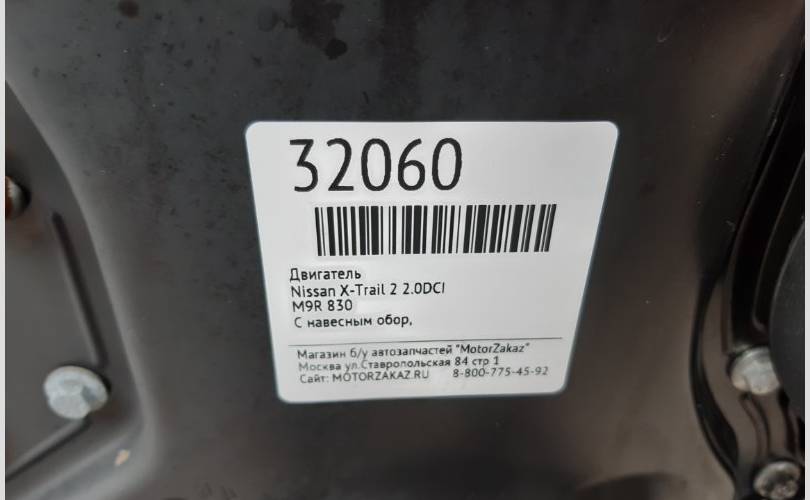 32060
Двигатель
Nissan X-Trail 2 2.0DCI
M9R 830
С навесным обор,
Магазин б/у автозапчастей "MotorZakaz"
Москва ул.Ставропольская 84 стр 1
Сайт: MOTORZAKAZ.RU 8-800-775-45-92